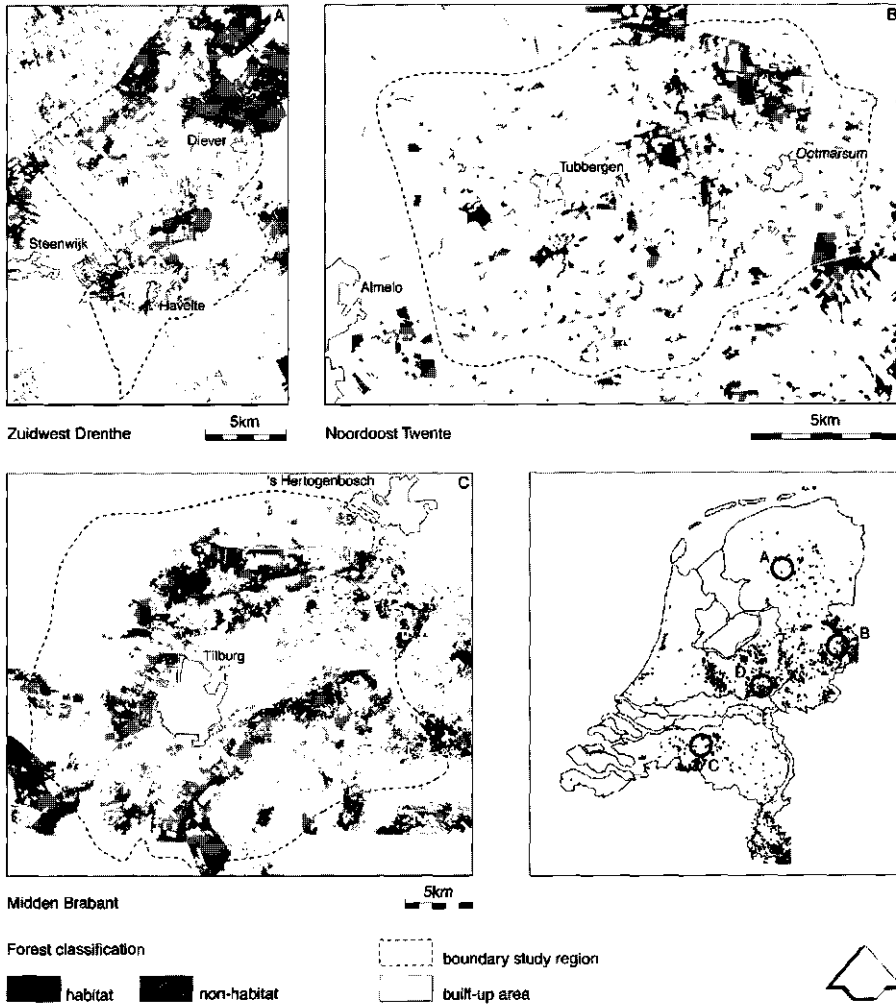 A
Diever
Steenwijk
Havelte
Zuidwest Drenthe
5km
B
Tubbergen
Ootmarsum
Almelo
Noordoost Twente
5km
C
's Hertogenbosch
Tilburg
Midden Brabant
5km
A
B
D
C
Forest classification
habitat
non-habitat
boundary study region
built-up area